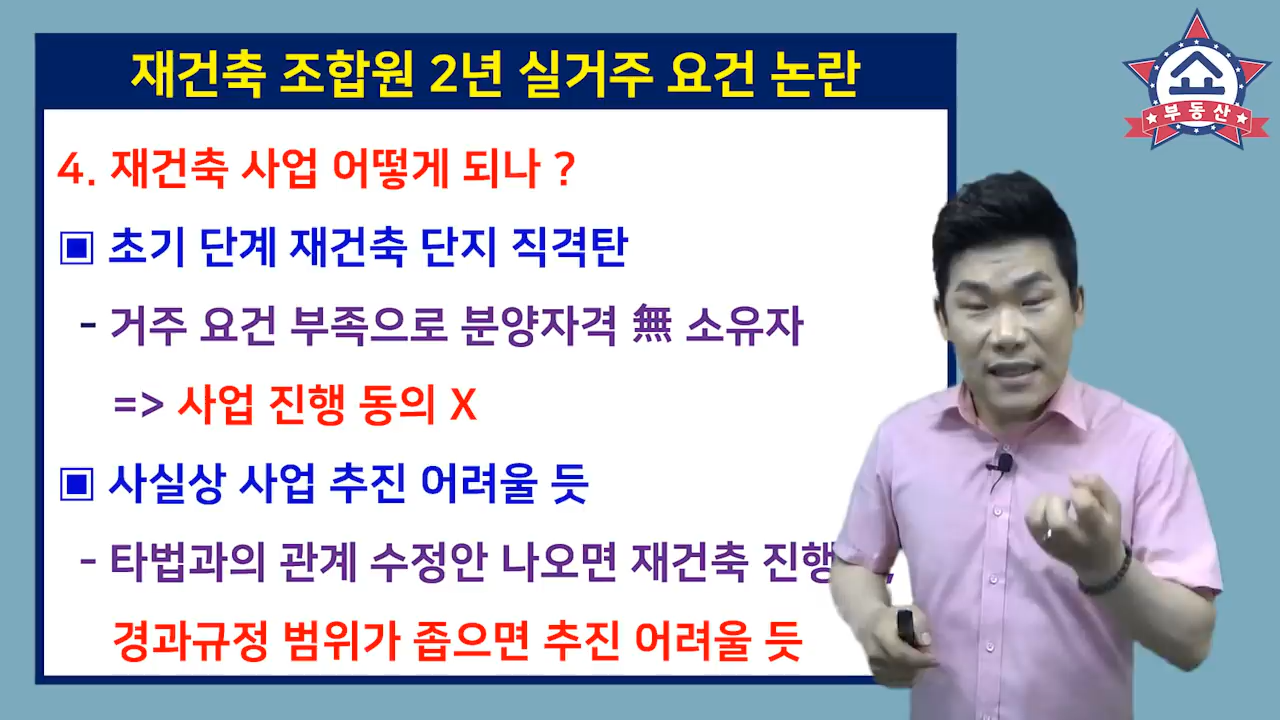 재건축 조합원 2년 실거주 요건 논란
부동산
4. 재건축 사업 어떻게 되나 ?
▣ 초기 단계 재건축 단지 직격탄
- 거주 요건 부족으로 분양자격 無 소유자
=> 사업 진행 동의 X
▣ 사실상 사업 추진 어려울 듯
- 타법과의 관계 수정안 나오면 재건축 진행
경과규정 범위가 좁으면 추진 어려울 듯